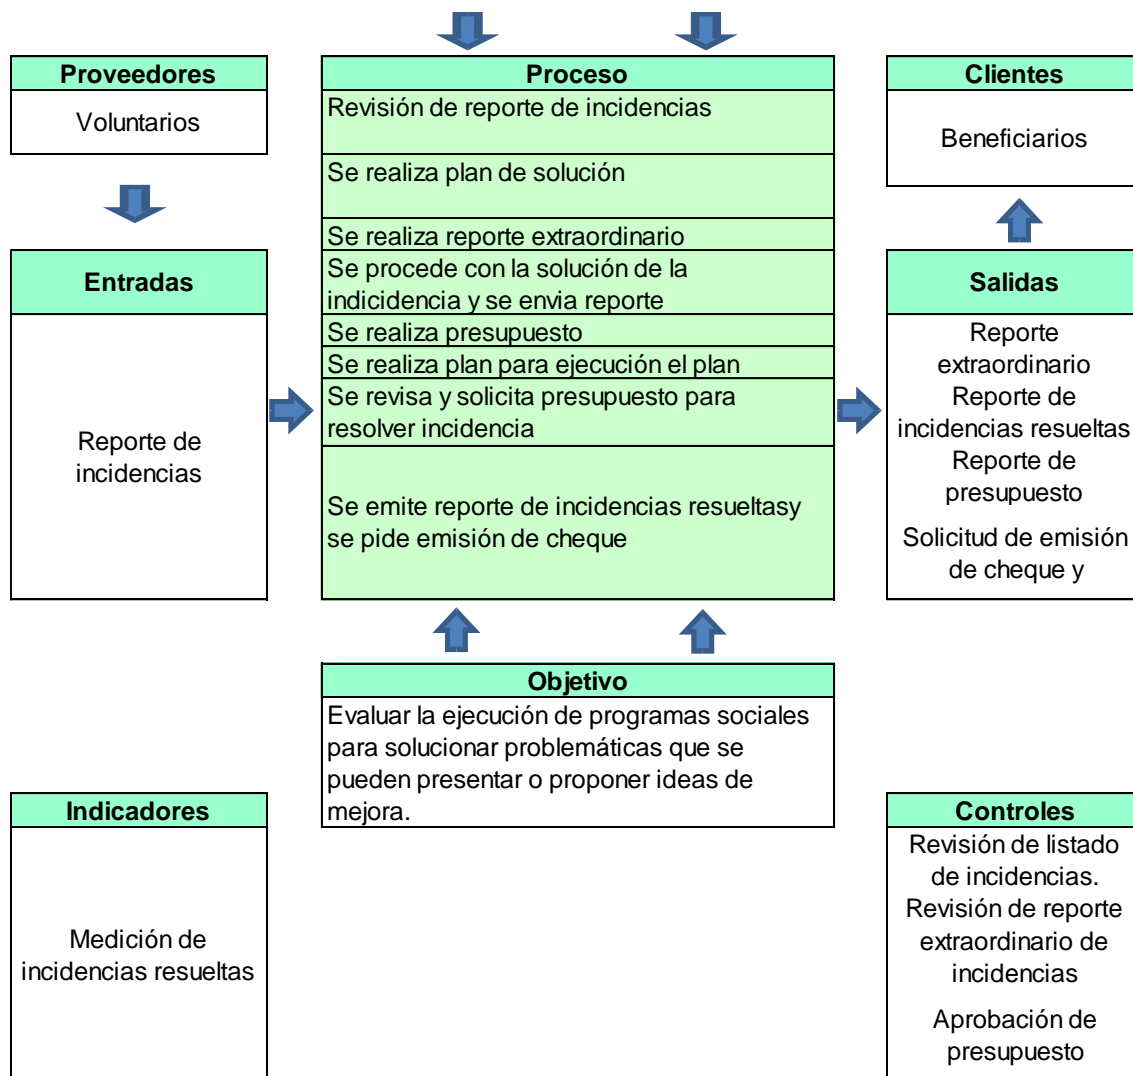 Proveedores
Voluntarios
Entradas
Reporte de
incidencias
Proceso
Revisión de reporte de incidencias
Se realiza plan de solución
Se realiza reporte extraordinario
Se procede con la solución de la
indicidencia y se envia reporte
Se realiza presupuesto
Se realiza plan para ejecución el plan
Se revisa y solicita presupuesto para
resolver incidencia
Se emite reporte de incidencias resueltasy
se pide emisión de cheque
Clientes
Beneficiarios
Salidas
Reporte
extraordinario
Reporte de
incidencias resueltas
Reporte de
presupuesto
Solicitud de emisión
de cheque y
Objetivo
Evaluar la ejecución de programas sociales
para solucionar problemáticas que se
pueden presentar o proponer ideas de
mejora.
Indicadores
Medición de
incidencias resueltas
Controles
Revisión de listado
de incidencias.
Revisión de reporte
extraordinario de
incidencias
Aprobación de
presupuesto